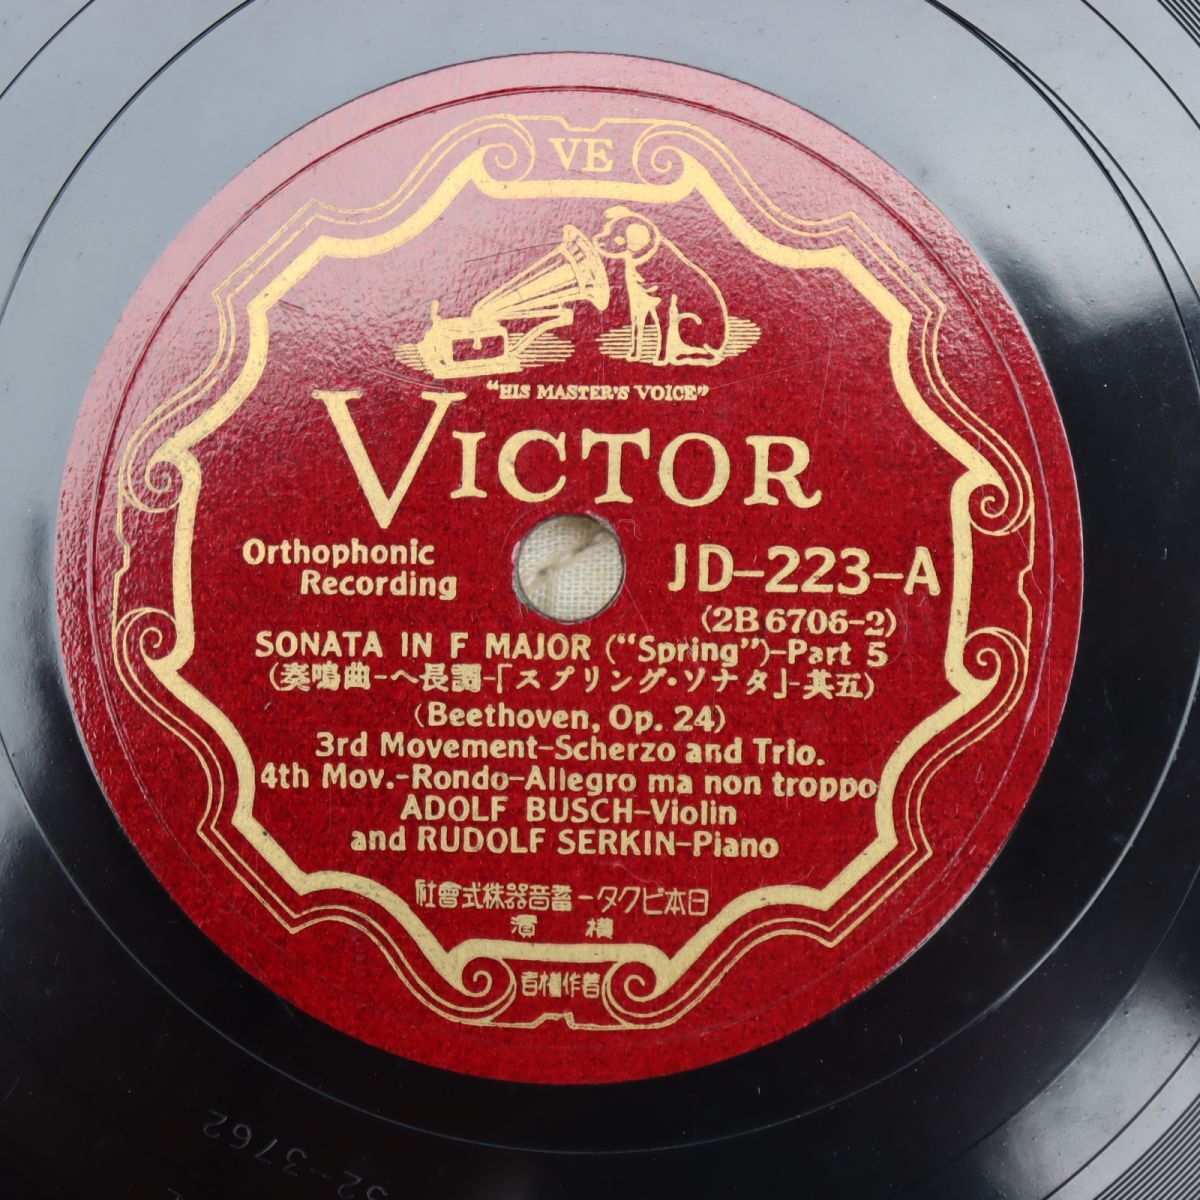 VE
"HIS MASTER'S VOICE"
VICTOR
Orthophonic
Recording
JD-223-A
(2B6706-2)
SONATA IN F MAJOR ("Spring")-Part 5
(奏鳴曲-ヘ長調-「スプリング・ソナタ」-其五)
(Beethoven, Op. 24)
3rd Movement-Scherzo and Trio.
4th Mov.-Rondo-Allegro ma non troppo
ADOLF BUSCH-Violin
and RUDOLF SERKIN-Piano
社會式株器音蓄ータクビ本日
濱 橫
者權作著